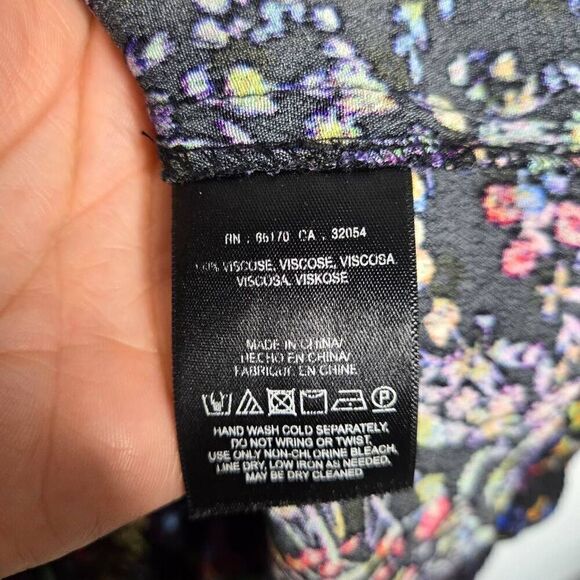 RN : 66170 CA : 32054
100% VISCOSE, VISCOSE, VISCOSA,
VISCOSA, VISKOSE
MADE IN CHINA/
HECHO EN CHINA/
FABRIQUE EN CHINE
P
HAND WASH COLD SEPARATELY,
DO NOT WRING OR TWIST,
USE ONLY NON-CHLORINE BLEACH,
LINE DRY, LOW IRON AS NEEDED,
MAY BE DRY CLEANED